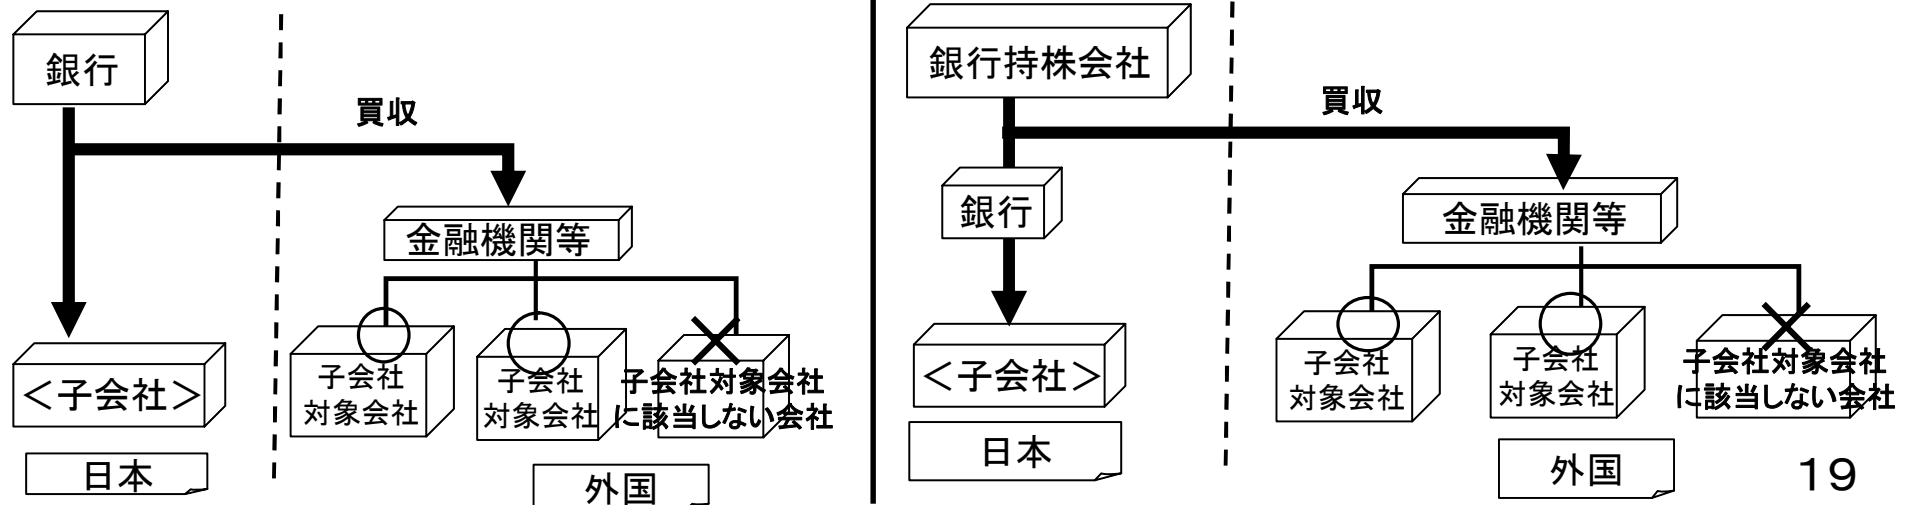 銀行
買収
金融機関等
子会社
対象会社
子会社
対象会社
子会社対象会社
に該当しない会社
＜子会社＞
日本
外国
銀行持株会社
買収
銀行
金融機関等
子会社
対象会社
子会社
対象会社
子会社対象会社
に該当しない会社
＜子会社＞
日本
外国
19